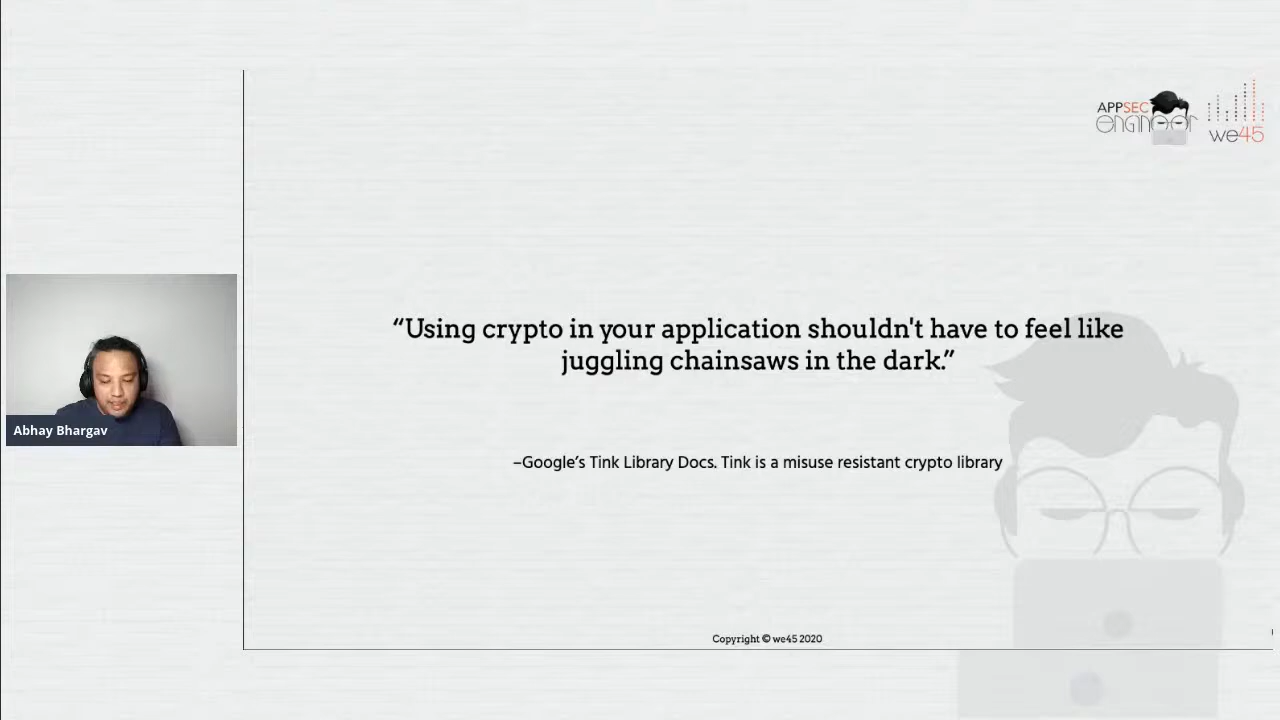 APPSEC
engineer
we45
“Using crypto in your application shouldn't have to feel like
juggling chainsaws in the dark.”
Abhay Bhargav
–Google’s Tink Library Docs. Tink is a misuse resistant crypto library
Copyright © we45 2020